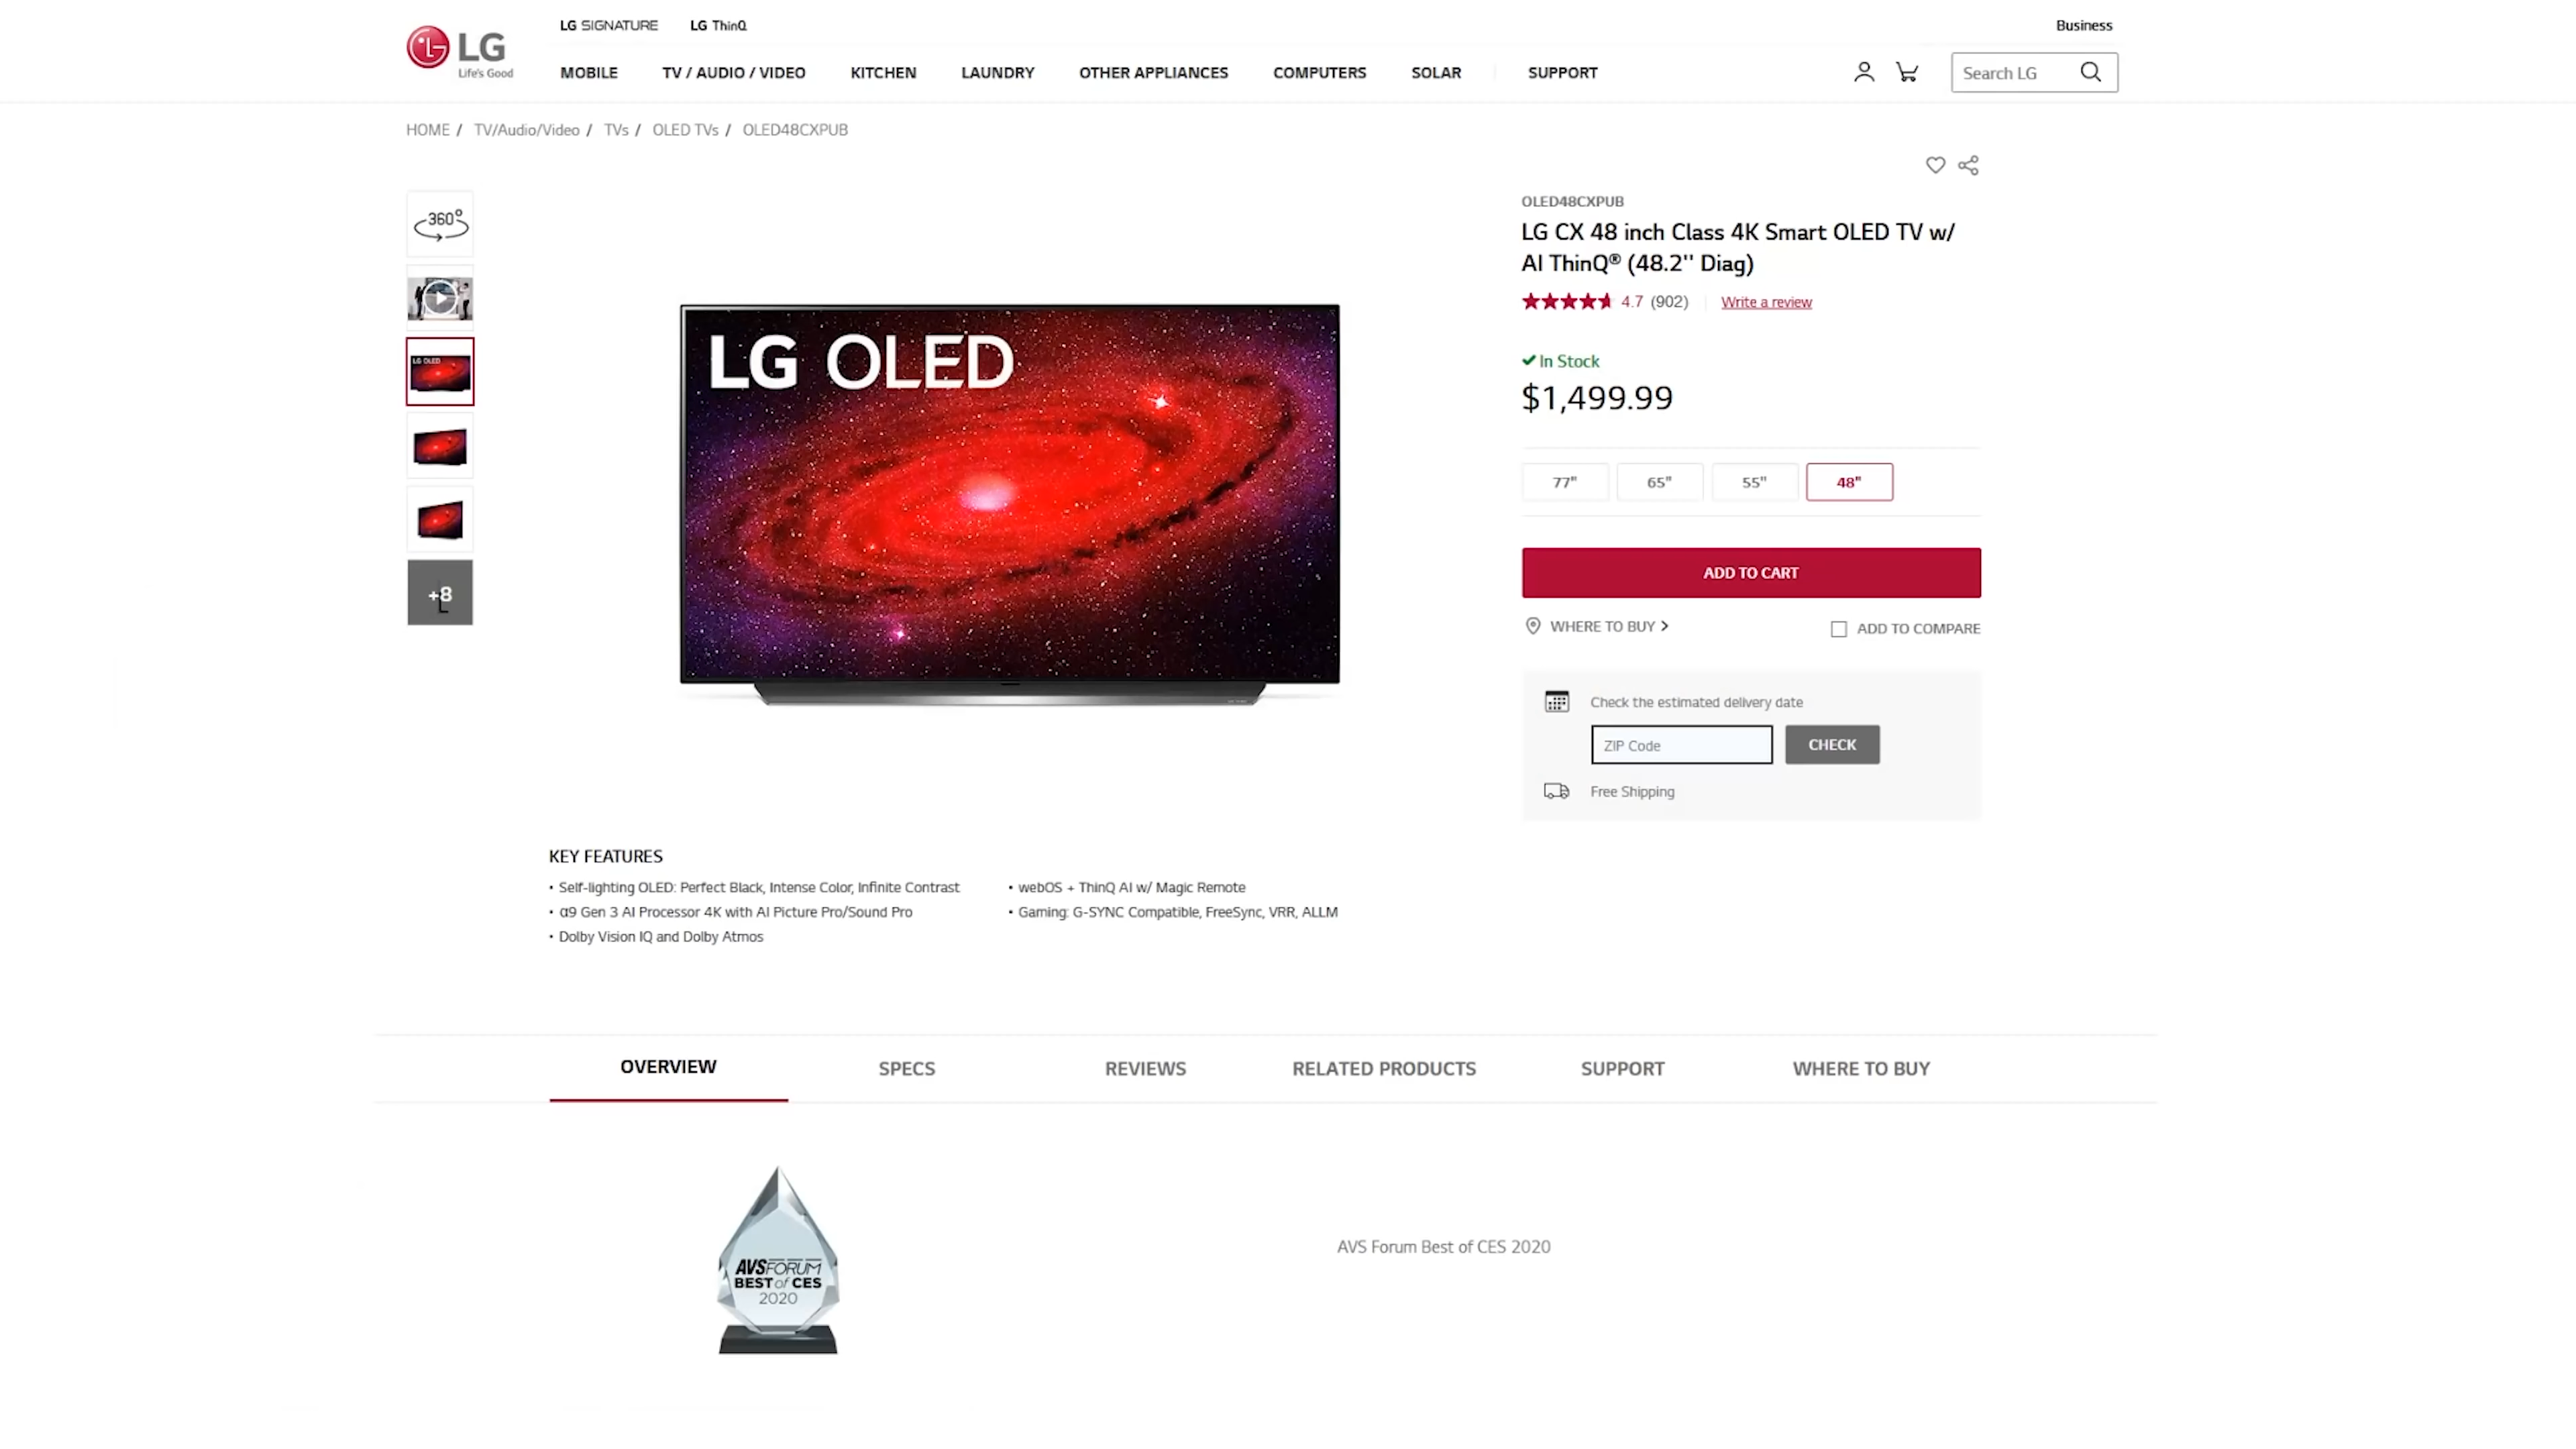 LG SIGNATURE LG ThinQ Business
LG
Life's Good
MOBILE TV / AUDIO / VIDEO KITCHEN LAUNDRY OTHER APPLIANCES COMPUTERS SOLAR SUPPORT Search LG
HOME / TV/Audio/Video / TVs / OLED TVs / OLED48CXPUB
360°
LG OLED
+8
LG OLED
OLED48CXPUB
LG CX 48 inch Class 4K Smart OLED TV w/
AI ThinQ® (48.2'' Diag)
4.7 (902) Write a review
In Stock
$1,499.99
77" 65" 55" 48"
ADD TO CART
WHERE TO BUY ADD TO COMPARE
Check the estimated delivery date
ZIP Code CHECK
Free Shipping
KEY FEATURES
• Self-lighting OLED: Perfect Black, Intense Color, Infinite Contrast
• α9 Gen 3 AI Processor 4K with AI Picture Pro/Sound Pro
• Dolby Vision IQ and Dolby Atmos
• webOS + ThinQ AI w/ Magic Remote
• Gaming: G-SYNC Compatible, FreeSync, VRR, ALLM
OVERVIEW SPECS REVIEWS RELATED PRODUCTS SUPPORT WHERE TO BUY
AVSFORUM
BEST of CES
2020
AVS Forum Best of CES 2020